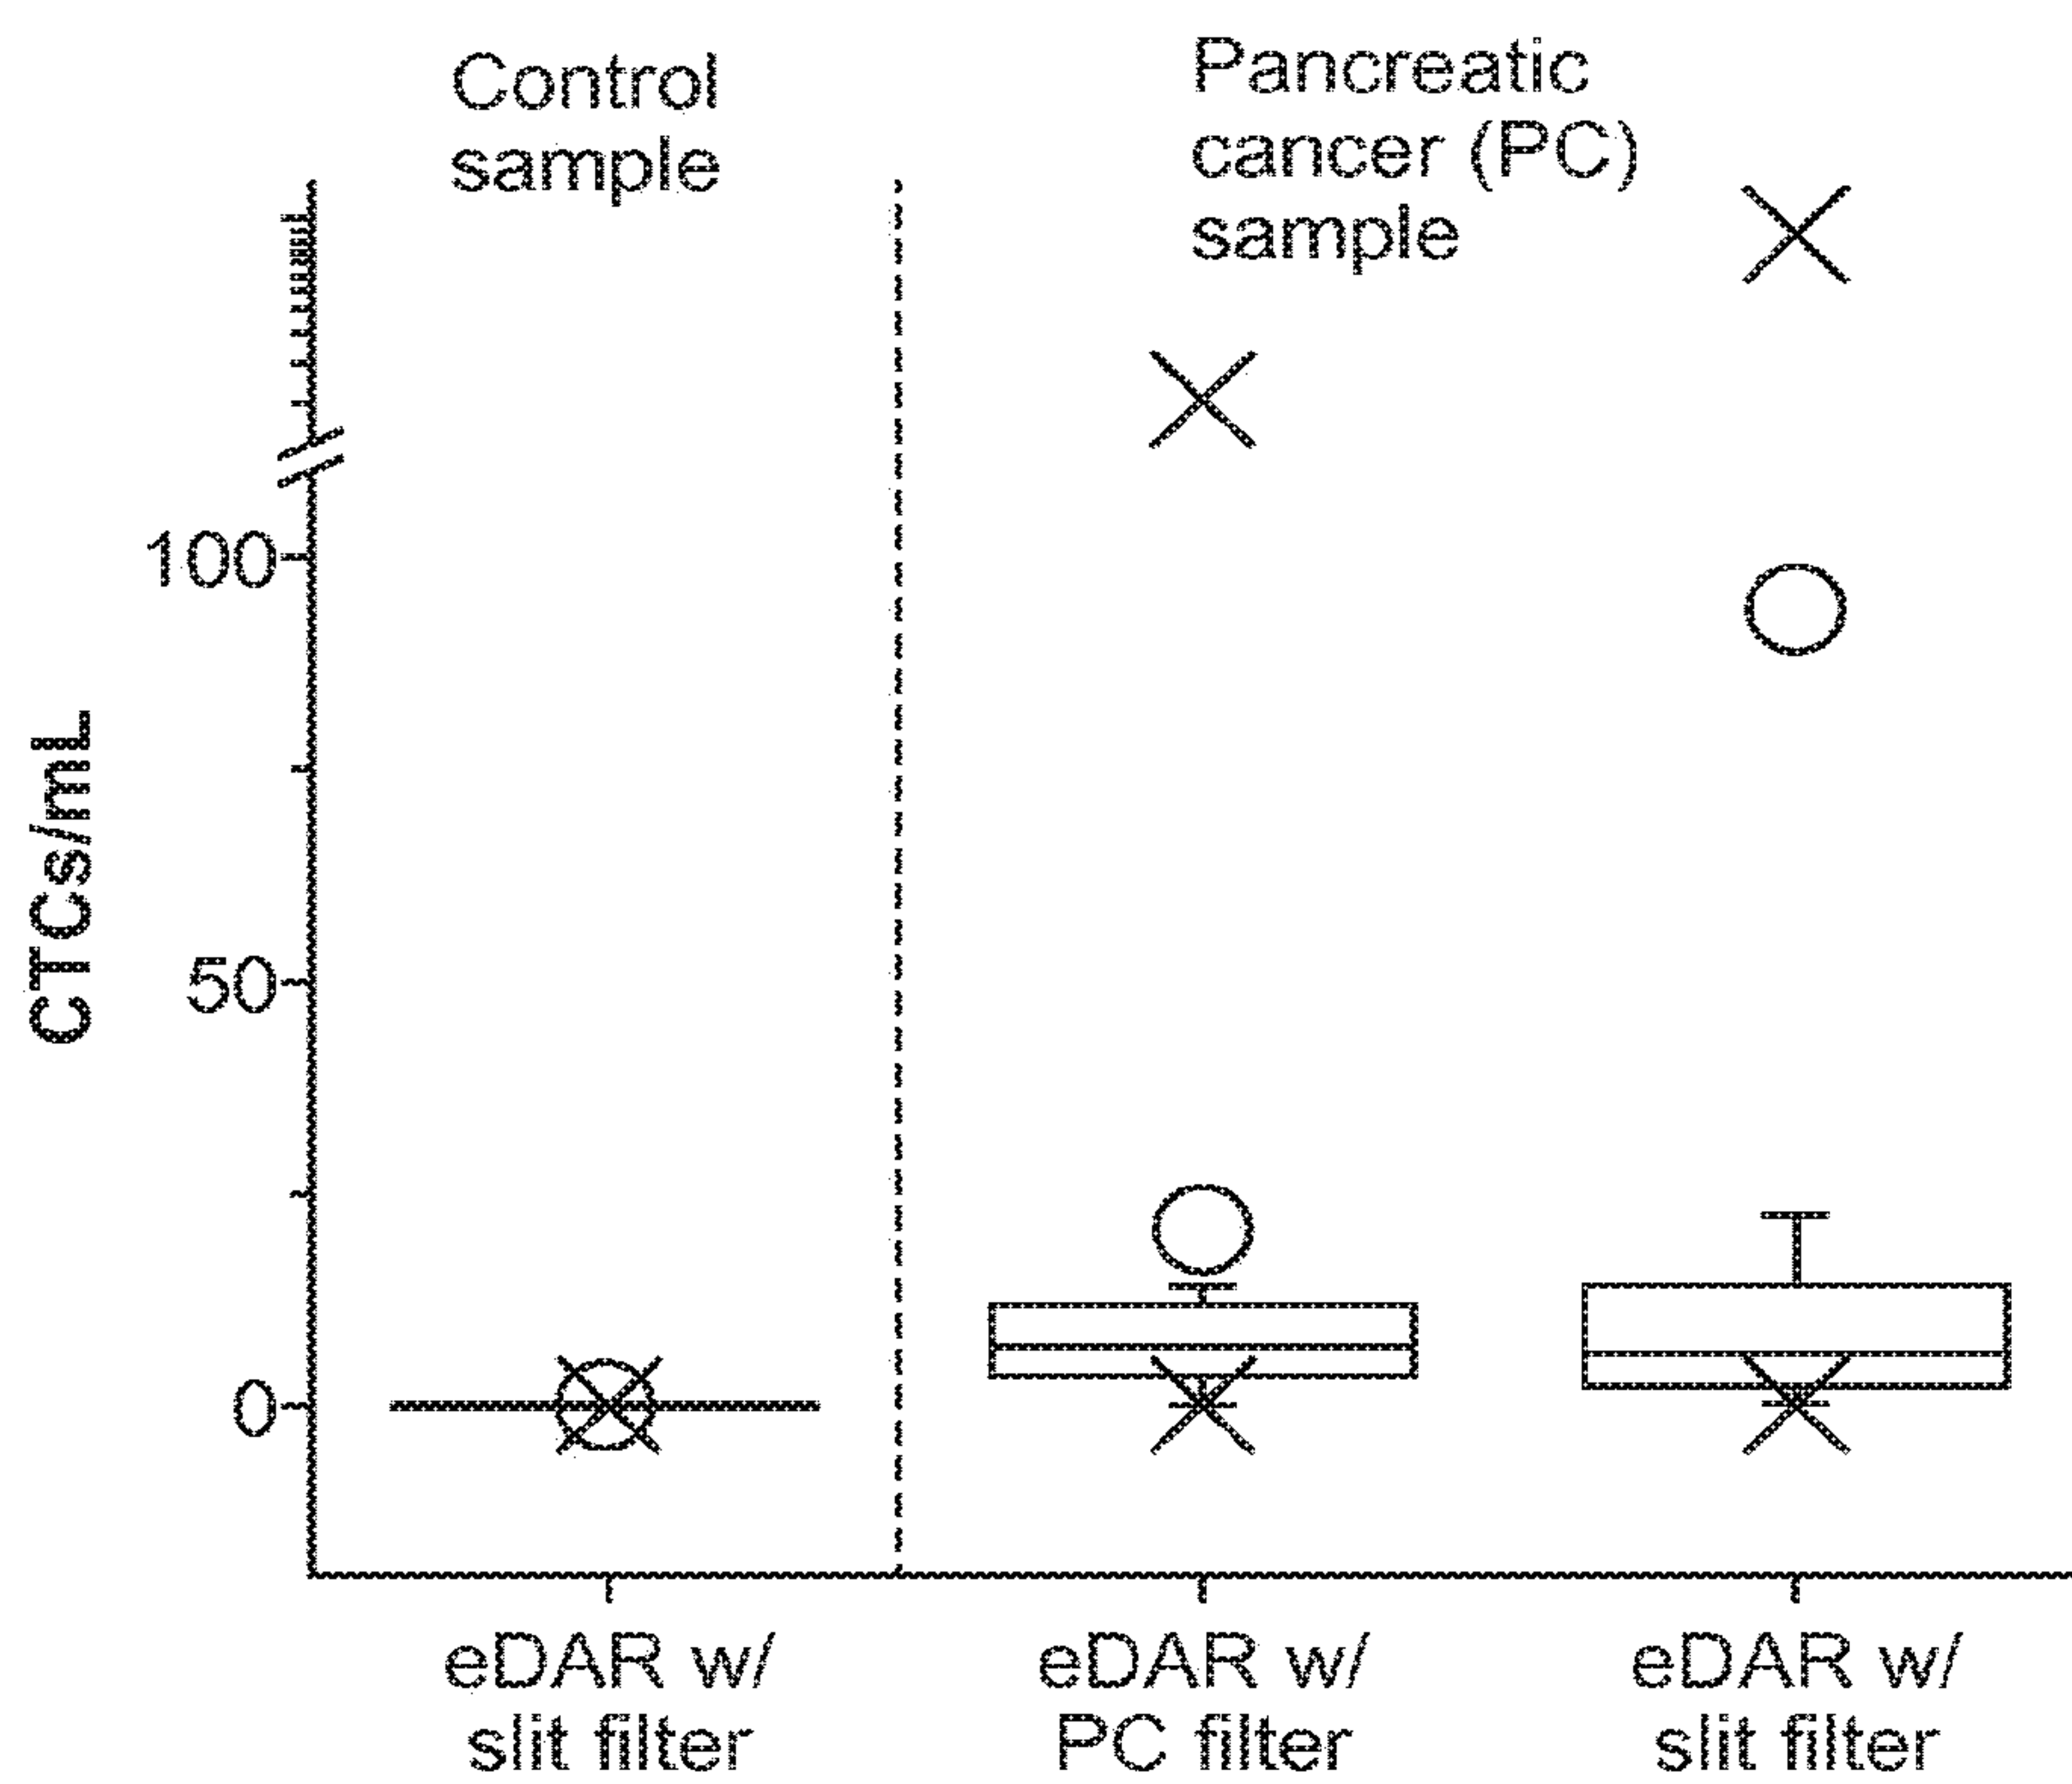 Control
sample
Pancreatic
cancer (PC)
sample
100
50
0
CTCs/mL
eDAR w/
slit filter
eDAR w/
PC filter
eDAR w/
slit filter